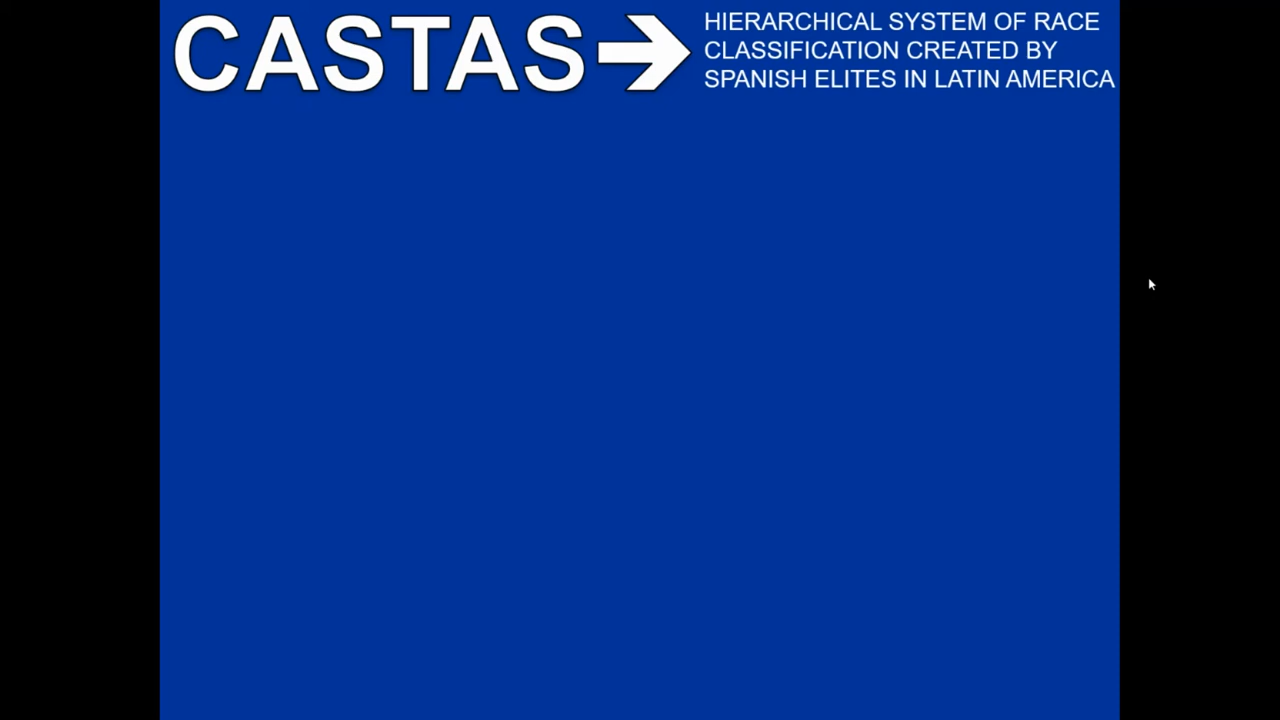 CASTAS→
HIERARCHICAL SYSTEM OF RACE
CLASSIFICATION CREATED BY
SPANISH ELITES IN LATIN AMERICA